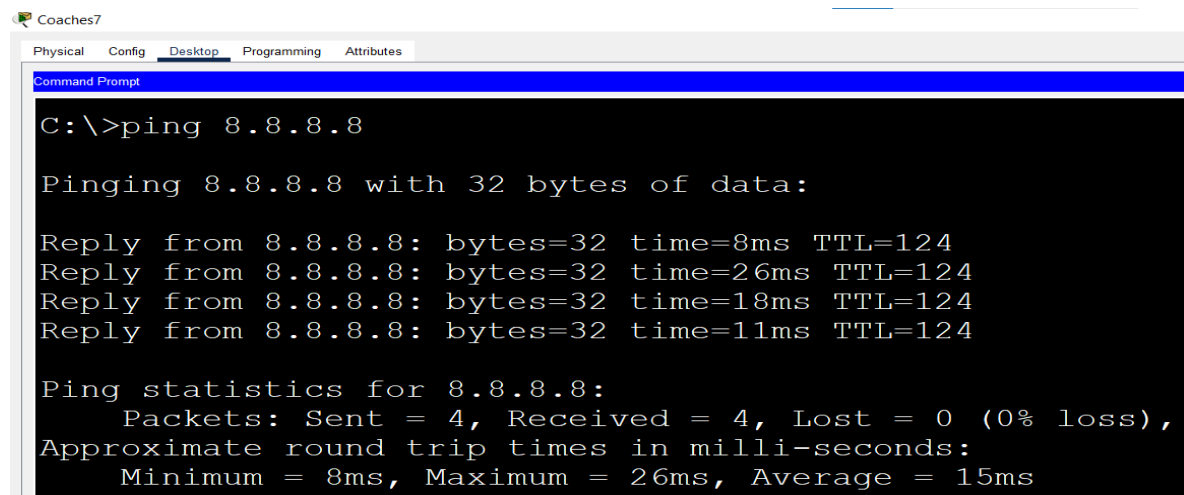 Coaches7
Physical Config Desktop Programming Attributes
Command Prompt
C:\>ping 8.8.8.8
Pinging 8.8.8.8 with 32 bytes of data:
Reply from 8.8.8.8: bytes=32 time=8ms TTL=124
Reply from 8.8.8.8: bytes=32 time=26ms TTL=124
Reply from 8.8.8.8: bytes=32 time=18ms TTL=124
Reply from 8.8.8.8: bytes=32 time=11ms TTL=124
Ping statistics for 8.8.8.8:
Packets: Sent = 4, Received = 4, Lost = 0 (0% loss),
Approximate round trip times in milli-seconds:
Minimum = 8ms, Maximum = 26ms, Average = 15ms